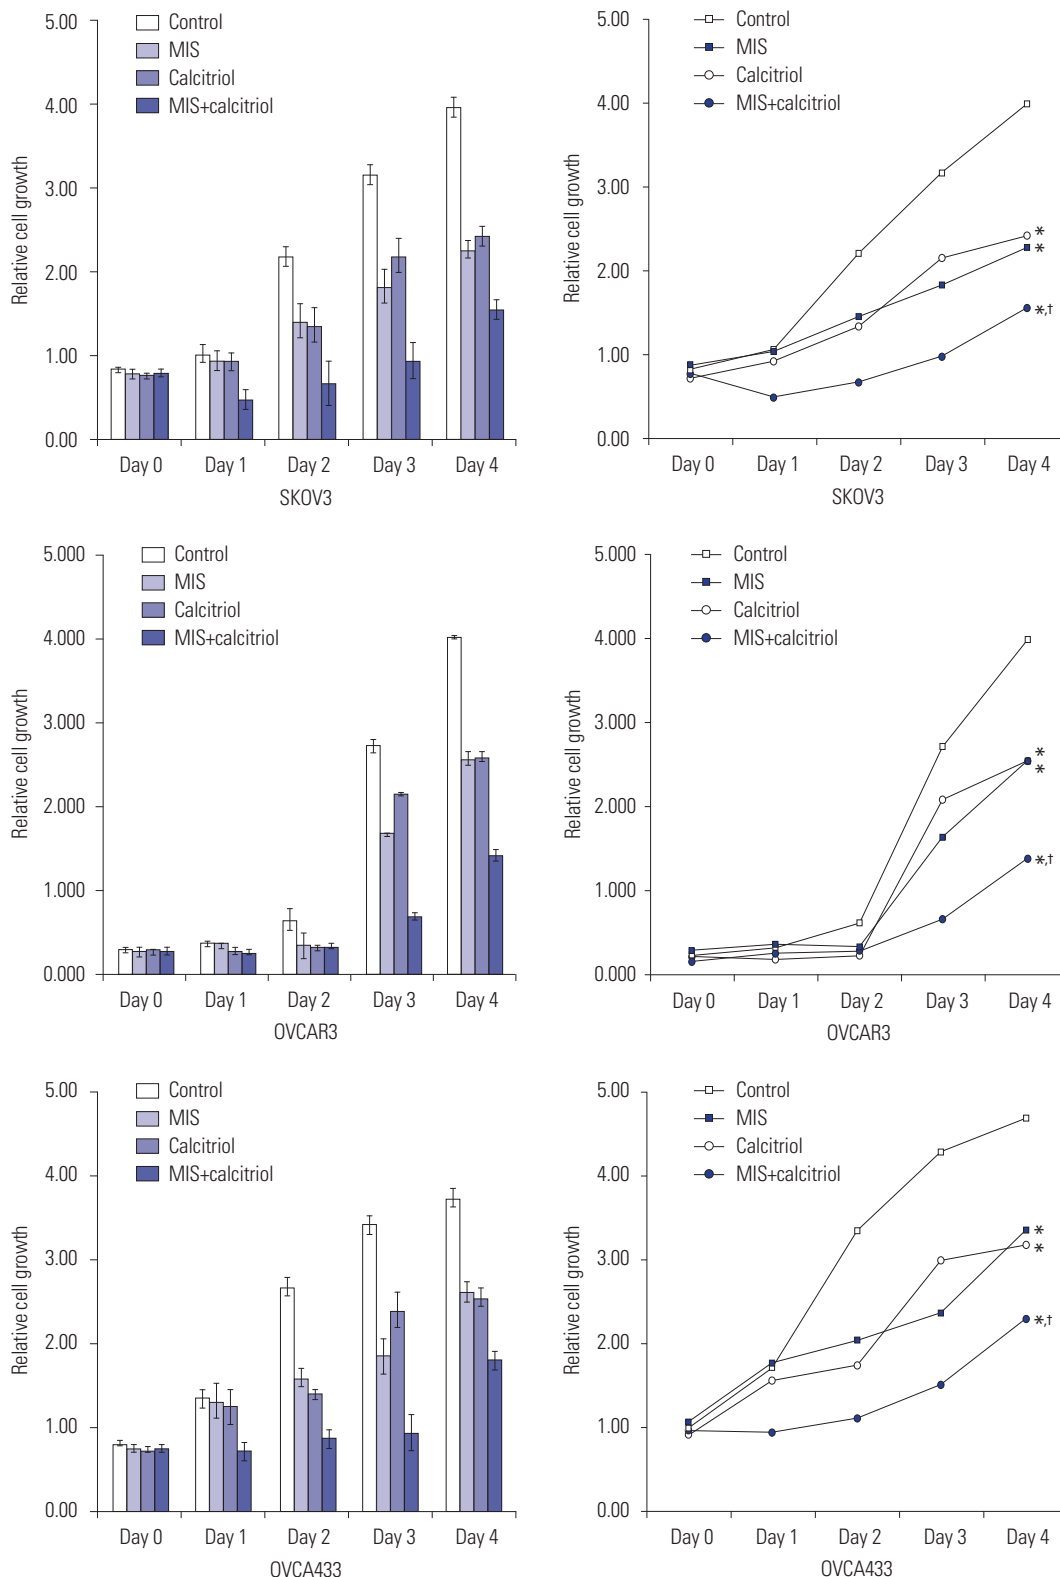 5.00
4.00
3.00
2.00
1.00
0.00
Relative cell growth
Control
MIS
Calcitriol
MIS+calcitriol
Day 0 Day 1 Day 2 Day 3 Day 4
SKOV3
5.00
4.00
3.00
2.00
1.00
0.00
Relative cell growth
Control
MIS
Calcitriol
MIS+calcitriol
*
*
*,†
Day 0 Day 1 Day 2 Day 3 Day 4
SKOV3
5.000
4.000
3.000
2.000
1.000
0.000
Relative cell growth
Control
MIS
Calcitriol
MIS+calcitriol
Day 0 Day 1 Day 2 Day 3 Day 4
OVCAR3
5.000
4.000
3.000
2.000
1.000
0.000
Relative cell growth
Control
MIS
Calcitriol
MIS+calcitriol
*
*
*,†
Day 0 Day 1 Day 2 Day 3 Day 4
OVCAR3
5.00
4.00
3.00
2.00
1.00
0.00
Relative cell growth
Control
MIS
Calcitriol
MIS+calcitriol
Day 0 Day 1 Day 2 Day 3 Day 4
OVCA433
5.00
4.00
3.00
2.00
1.00
0.00
Relative cell growth
Control
MIS
Calcitriol
MIS+calcitriol
*
*
*,†
Day 0 Day 1 Day 2 Day 3 Day 4
OVCA433